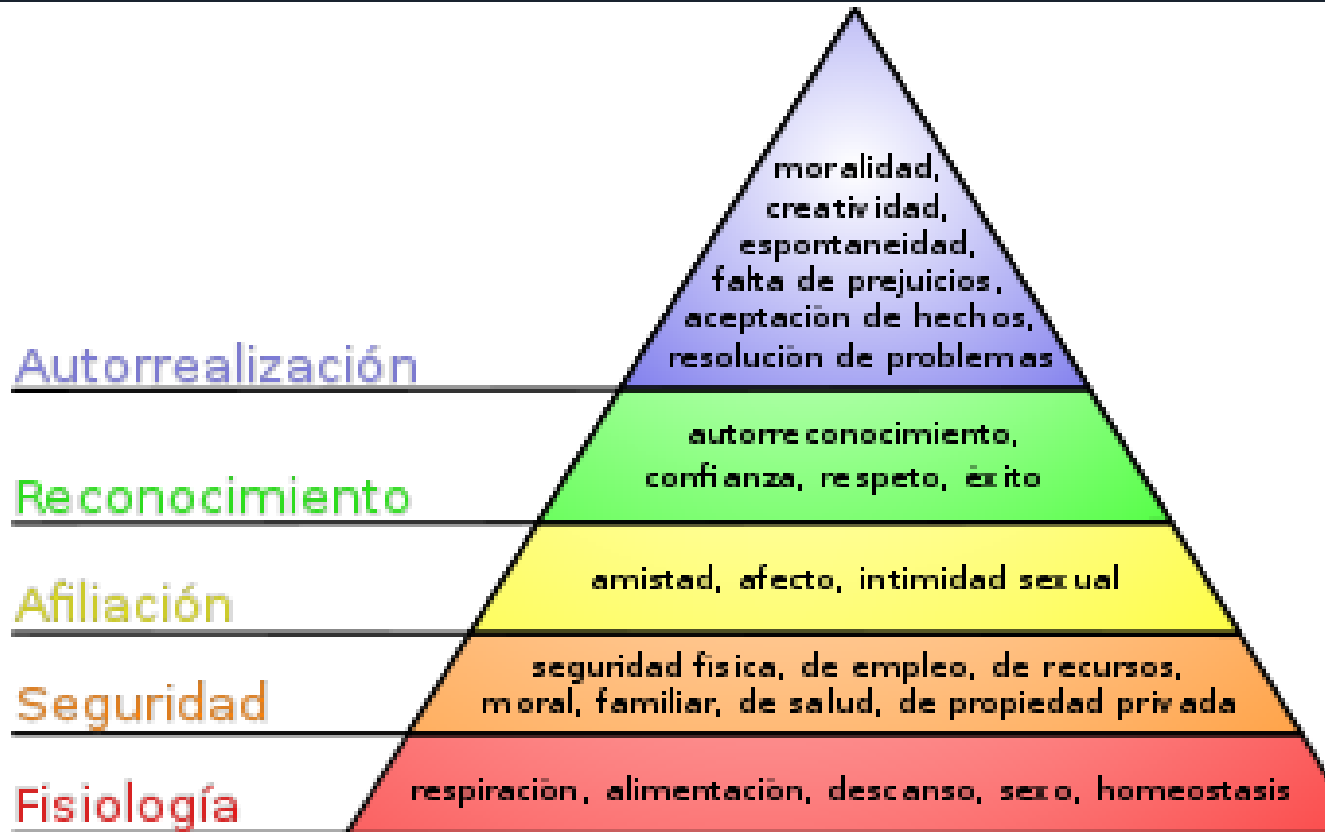 moralidad,
creatividad,
espontaneidad,
falta de prejuicios,
aceptación de hechos,
resolución de problemas
Autorrealización
autorreconocimiento,
confianza, respeto, éxito
Reconocimiento
amistad, afecto, intimidad sexual
Afiliación
seguridad física, de empleo, de recursos,
moral, familiar, de salud, de propiedad privada
Seguridad
respiración, alimentación, descanso, sexo, homeostasis
Fisiología